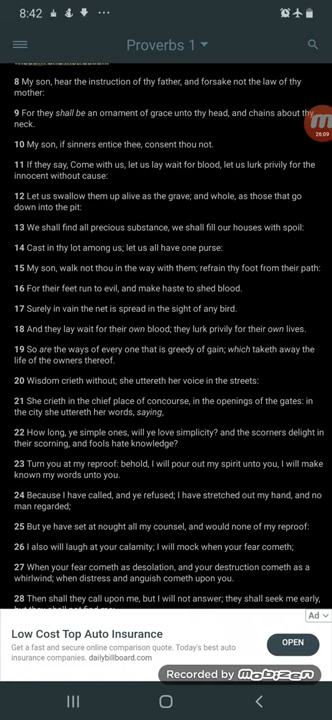 8:42
Proverbs 1
8 My son, hear the instruction of thy father, and forsake not the law of thy
mother:
9 For they shall be an ornament of grace unto thy head, and chains about thy
neck.
26:09
10 My son, if sinners entice thee, consent thou not.
11 If they say, Come with us, let us lay wait for blood, let us lurk privily for the
innocent without cause:
12 Let us swallow them up alive as the grave; and whole, as those that go
down into the pit:
13 We shall find all precious substance, we shall fill our houses with spoil:
14 Cast in thy lot among us; let us all have one purse:
15 My son, walk not thou in the way with them; refrain thy foot from their path:
16 For their feet run to evil, and make haste to shed blood.
17 Surely in vain the net is spread in the sight of any bird.
18 And they lay wait for their own blood; they lurk privily for their own lives.
19 So are the ways of every one that is greedy of gain; which taketh away the
life of the owners thereof.
20 Wisdom crieth without; she uttereth her voice in the streets:
21 She crieth in the chief place of concourse, in the openings of the gates: in
the city she uttereth her words, saying,
22 How long, ye simple ones, will ye love simplicity? and the scorners delight in
their scorning, and fools hate knowledge?
23 Turn you at my reproof: behold, I will pour out my spirit unto you, I will make
known my words unto you.
24 Because I have called, and ye refused; I have stretched out my hand, and no
man regarded;
25 But ye have set at nought all my counsel, and would none of my reproof:
26 I also will laugh at your calamity; I will mock when your fear cometh;
27 When your fear cometh as desolation, and your destruction cometh as a
whirlwind; when distress and anguish cometh upon you.
28 Then shall they call upon me, but I will not answer; they shall seek me early,
but they shall not find me:
Ad
Low Cost Top Auto Insurance
Get a fast and secure online comparison quote. Today's best auto
insurance companies. dailybillboard.com
OPEN
Recorded by Mobizen